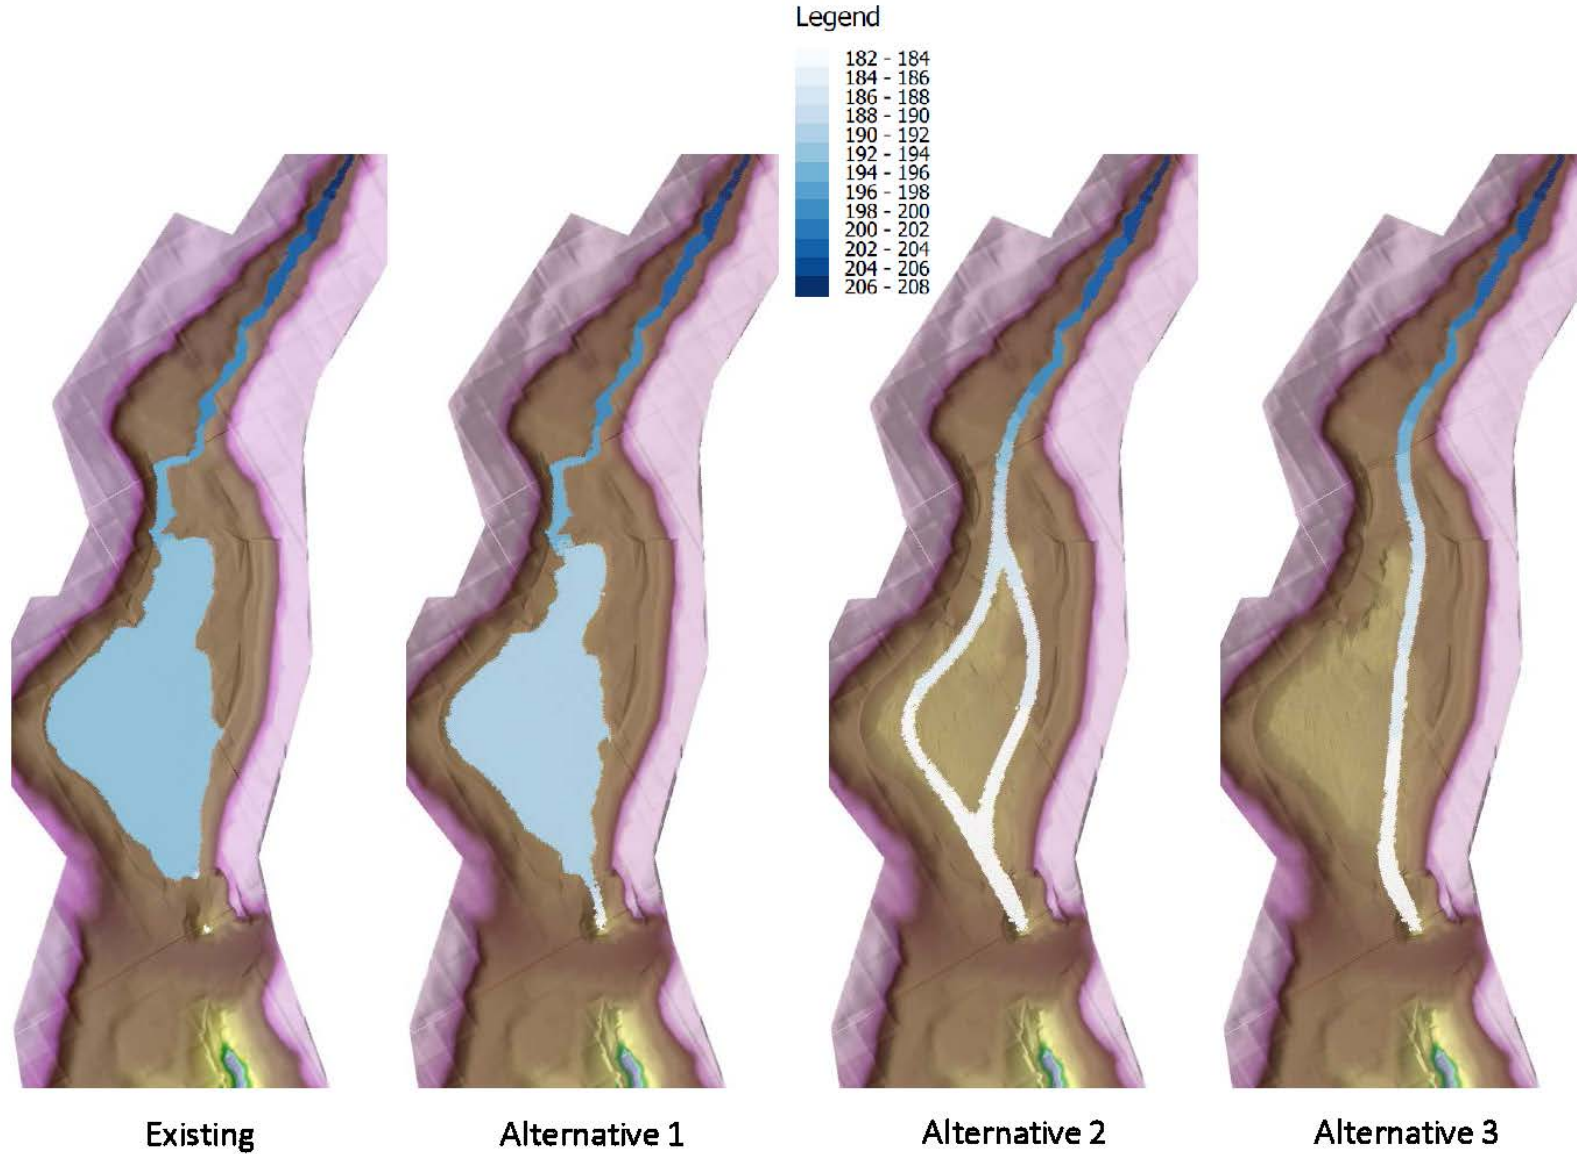 Legend
182 - 184
184 - 186
186 - 188
188 - 190
190 - 192
192 - 194
194 - 196
196 - 198
198 - 200
200 - 202
202 - 204
204 - 206
206 - 208
Existing
Alternative 1
Alternative 2
Alternative 3